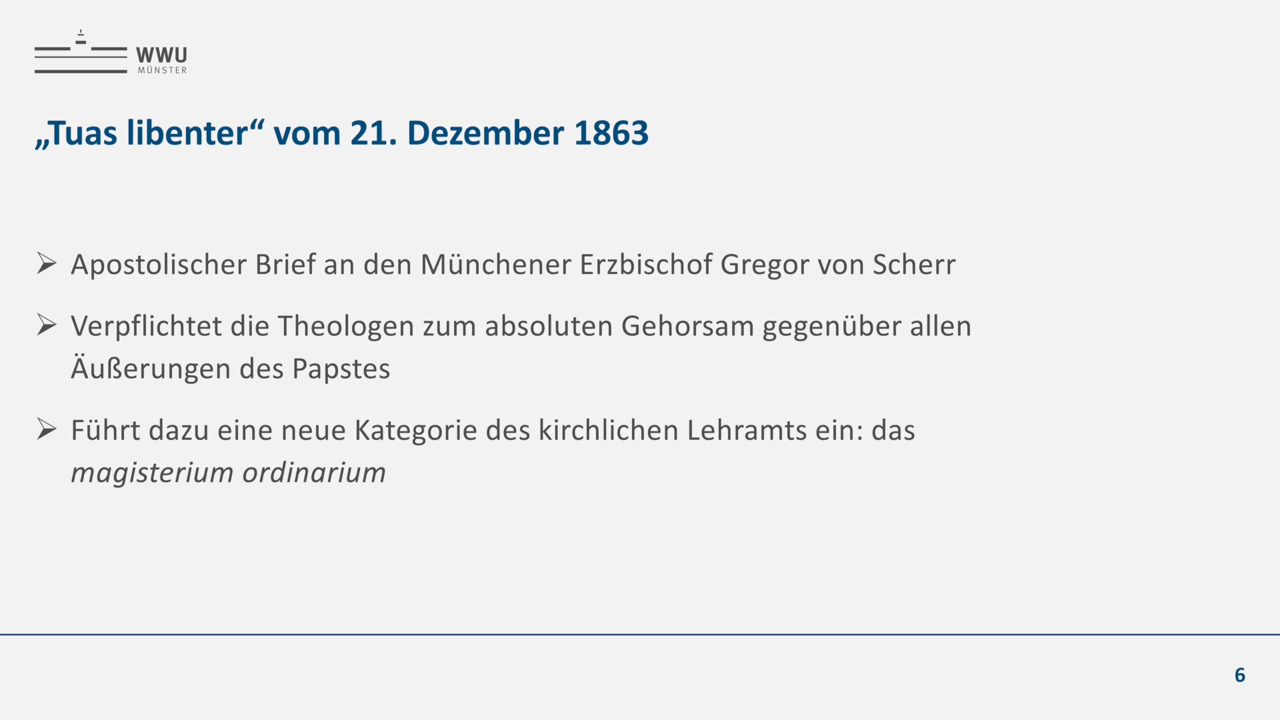 WWU
MÜNSTER
„Tuas libenter“ vom 21. Dezember 1863
➢ Apostolischer Brief an den Münchener Erzbischof Gregor von Scherr
➢ Verpflichtet die Theologen zum absoluten Gehorsam gegenüber allen
Äußerungen des Papstes
➢ Führt dazu eine neue Kategorie des kirchlichen Lehramts ein: das
magisterium ordinarium
6